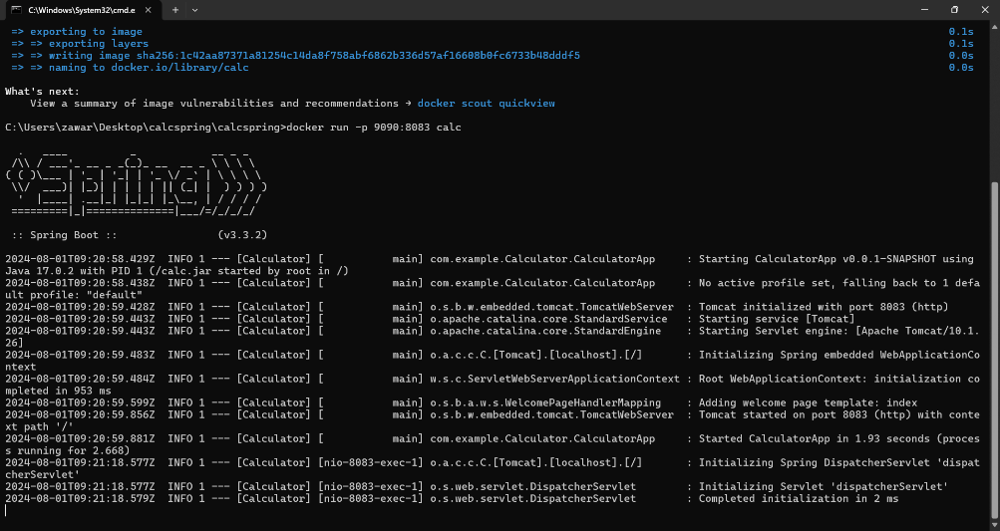 C:\Windows\System32\cmd.e
=> exporting to image 0.1s
=> => exporting layers 0.1s
=> => writing image sha256:1c42aa87371a81254c14da8f758abf6862b336d57af16608b0fc6733b48dddf5 0.0s
=> => naming to docker.io/library/calc 0.0s
What's next:
View a summary of image vulnerabilities and recommendations → docker scout quickview
C:\Users\zawar\Desktop\calcspring\calcspring>docker run -p 9090:8083 calc
  .   ____          _            __ _ _
 /\\ / ___'_ __ _ _(_)_ __  __ _ \ \ \ \
( ( )\___ | '_ | '_| | '_ \/ _` | \ \ \ \
 \\/  ___)| |_)| | | | | || (_| |  ) ) ) )
  '  |____| .__|_| |_|_| |_\__, | / / / /
 =========|_|==============|___/=/_/_/_/
:: Spring Boot :: (v3.3.2)
2024-08-01T09:20:58.429Z  INFO 1 --- [Calculator] [           main] com.example.Calculator.CalculatorApp     : Starting CalculatorApp v0.0.1-SNAPSHOT using
Java 17.0.2 with PID 1 (/calc.jar started by root in /)
2024-08-01T09:20:58.438Z  INFO 1 --- [Calculator] [           main] com.example.Calculator.CalculatorApp     : No active profile set, falling back to 1 defa
ult profile: "default"
2024-08-01T09:20:59.428Z  INFO 1 --- [Calculator] [           main] o.s.b.w.embedded.tomcat.TomcatWebServer  : Tomcat initialized with port 8083 (http)
2024-08-01T09:20:59.443Z  INFO 1 --- [Calculator] [           main] o.apache.catalina.core.StandardService   : Starting service [Tomcat]
2024-08-01T09:20:59.443Z  INFO 1 --- [Calculator] [           main] o.apache.catalina.core.StandardEngine    : Starting Servlet engine: [Apache Tomcat/10.1.
26]
2024-08-01T09:20:59.483Z  INFO 1 --- [Calculator] [           main] o.a.c.c.C.[Tomcat].[localhost].[/]       : Initializing Spring embedded WebApplicationCo
ntext
2024-08-01T09:20:59.484Z  INFO 1 --- [Calculator] [           main] w.s.c.ServletWebServerApplicationContext : Root WebApplicationContext: initialization co
mpleted in 953 ms
2024-08-01T09:20:59.599Z  INFO 1 --- [Calculator] [           main] o.s.b.a.w.s.WelcomePageHandlerMapping    : Adding welcome page template: index
2024-08-01T09:20:59.856Z  INFO 1 --- [Calculator] [           main] o.s.b.w.embedded.tomcat.TomcatWebServer  : Tomcat started on port 8083 (http) with conte
xt path '/'
2024-08-01T09:20:59.881Z  INFO 1 --- [Calculator] [           main] com.example.Calculator.CalculatorApp     : Started CalculatorApp in 1.93 seconds (proces
s running for 2.668)
2024-08-01T09:21:18.577Z  INFO 1 --- [Calculator] [nio-8083-exec-1] o.a.c.c.C.[Tomcat].[localhost].[/]       : Initializing Spring DispatcherServlet 'dispat
cherServlet'
2024-08-01T09:21:18.577Z  INFO 1 --- [Calculator] [nio-8083-exec-1] o.s.web.servlet.DispatcherServlet        : Initializing Servlet 'dispatcherServlet'
2024-08-01T09:21:18.579Z  INFO 1 --- [Calculator] [nio-8083-exec-1] o.s.web.servlet.DispatcherServlet        : Completed initialization in 2 ms